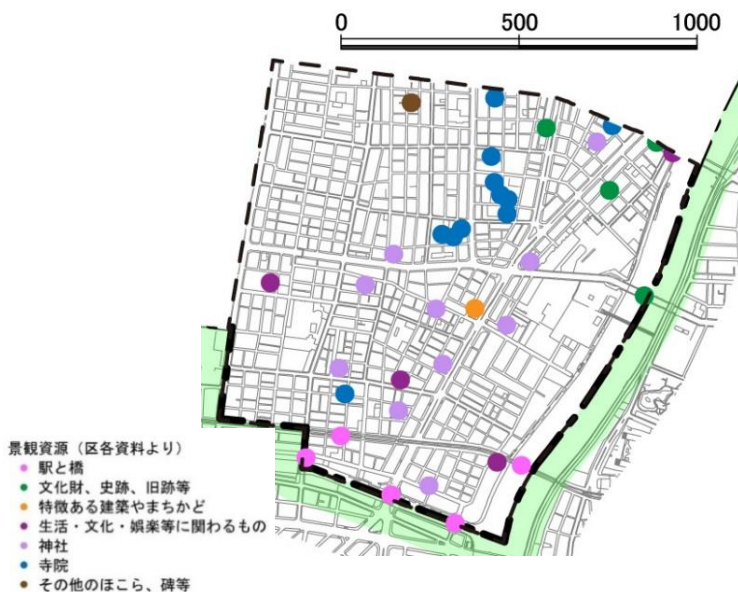 0 500 1000
景観資源（区各資料より）
駅と橋
文化財、史跡、旧跡等
特徴ある建築やまちかど
生活・文化・娯楽等に関わるもの
神社
寺院
その他のほこら、碑等